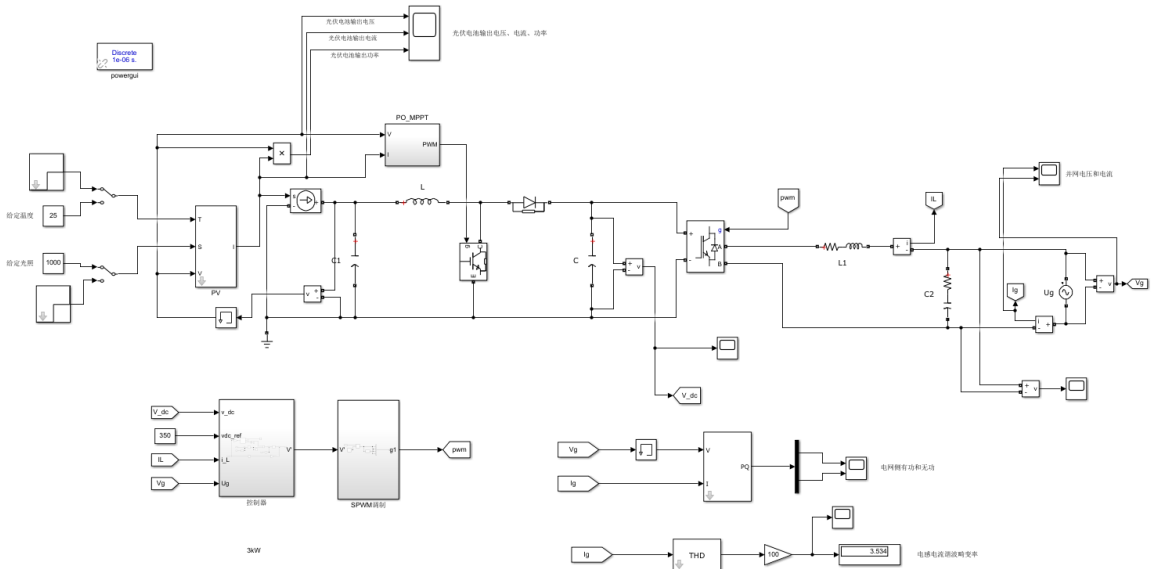 光伏电池输出电压
光伏电池输出电流
光伏电池输出功率
光伏电池输出电压、电流、功率
Discrete
1e-06 s.
powergui
PO_MPPT
V
I
PWM
×
给定温度
25
给定光照
1000
T
S
V
I
PV
L
C1
C
v
pwm
g
A
B
IL
L1
C2
Ig
Ug
Vg
并网电压和电流
V_dc
V_dc
350
IL
Vg
v_dc
vdc_ref
i_L
Ug
V'
控制器
V'
g1
SPWM调制
pwm
3kW
Vg
Ig
V
I
PQ
电网侧有功和无功
Ig
THD
100
3.534
电感电流谐波畸变率